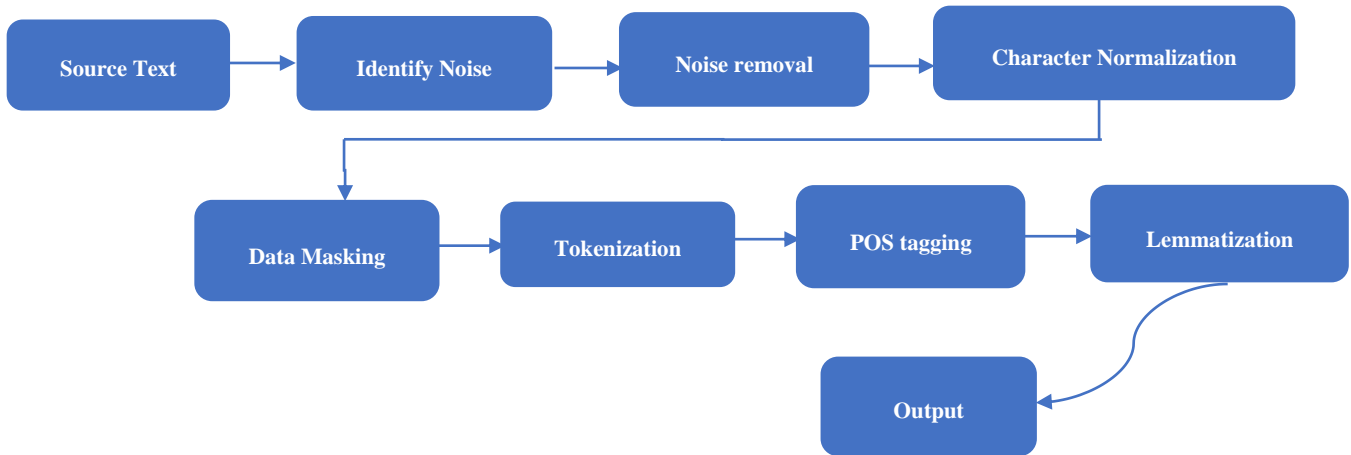 Source Text
Identify Noise
Noise removal
Character Normalization
Data Masking
Tokenization
POS tagging
Lemmatization
Output